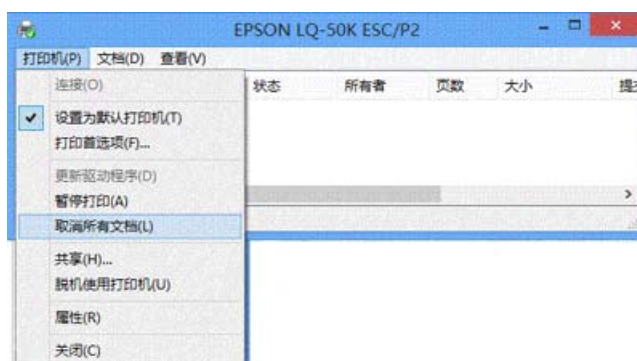 EPSON LQ-50K ESC/P2
打印机(P) 文档(D) 查看(V)
连接(O)
状态 所有者 页数 大小
设置为默认打印机(T)
打印首选项(F)...
更新驱动程序(D)
暂停打印(A)
取消所有文档(L)
共享(H)...
脱机使用打印机(U)
属性(R)
关闭(C)